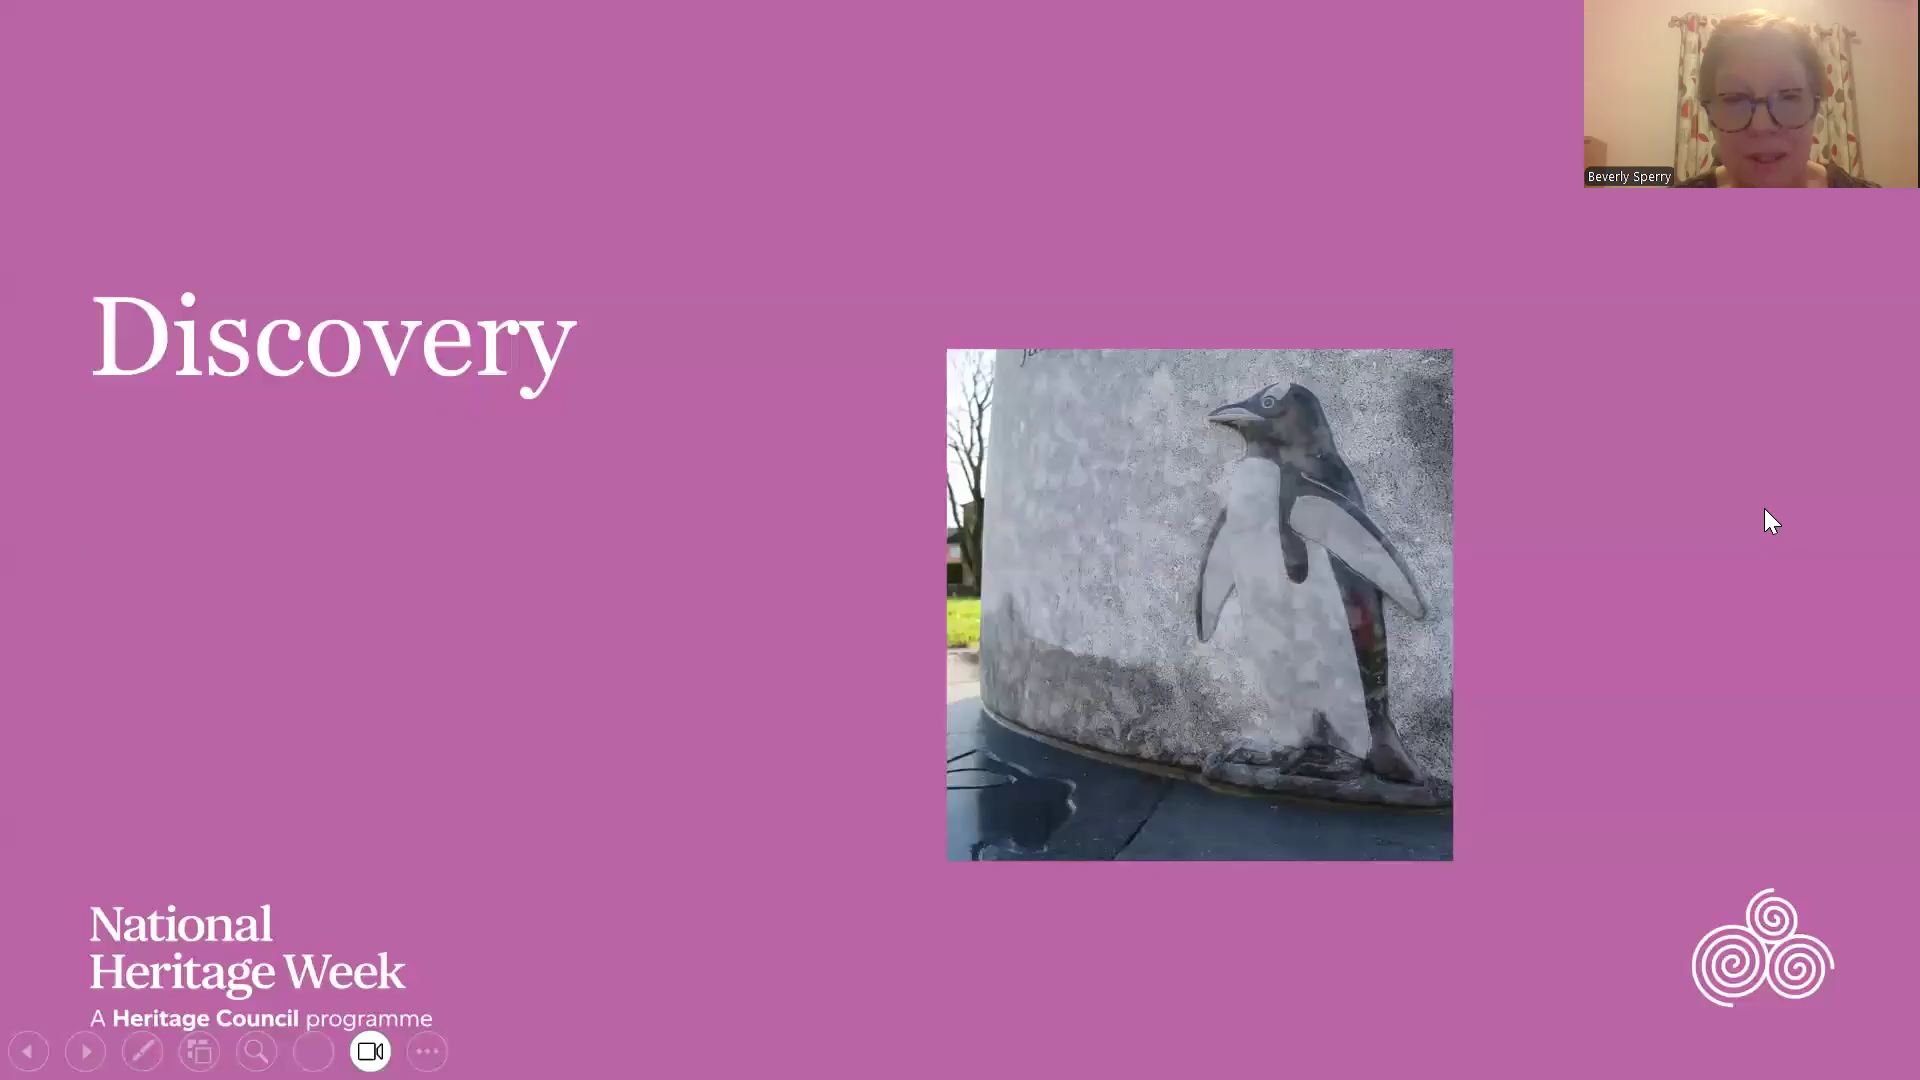 Beverly Sperry
Discovery
National
Heritage Week
A Heritage Council programme